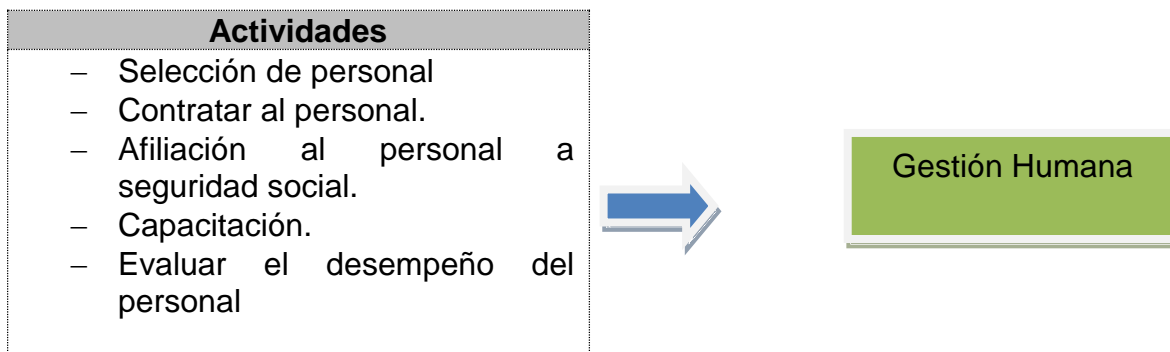 Actividades
– Selección de personal
– Contratar al personal.
– Afiliación al personal a
seguridad social.
– Capacitación.
– Evaluar el desempeño del
personal
Gestión Humana